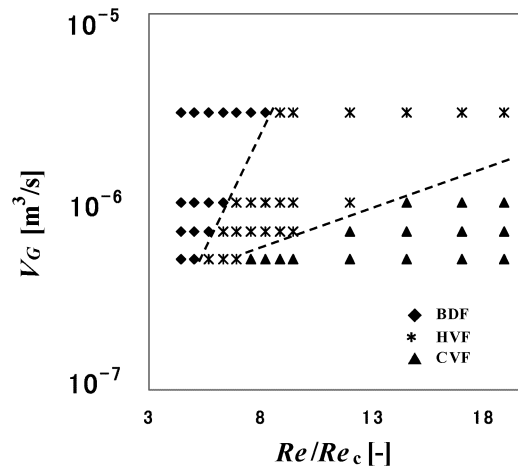 10⁻⁵
10⁻⁶
10⁻⁷
V_G [m³/s]
BDF
HVF
CVF
3 8 13 18
Re/Re_c [-]